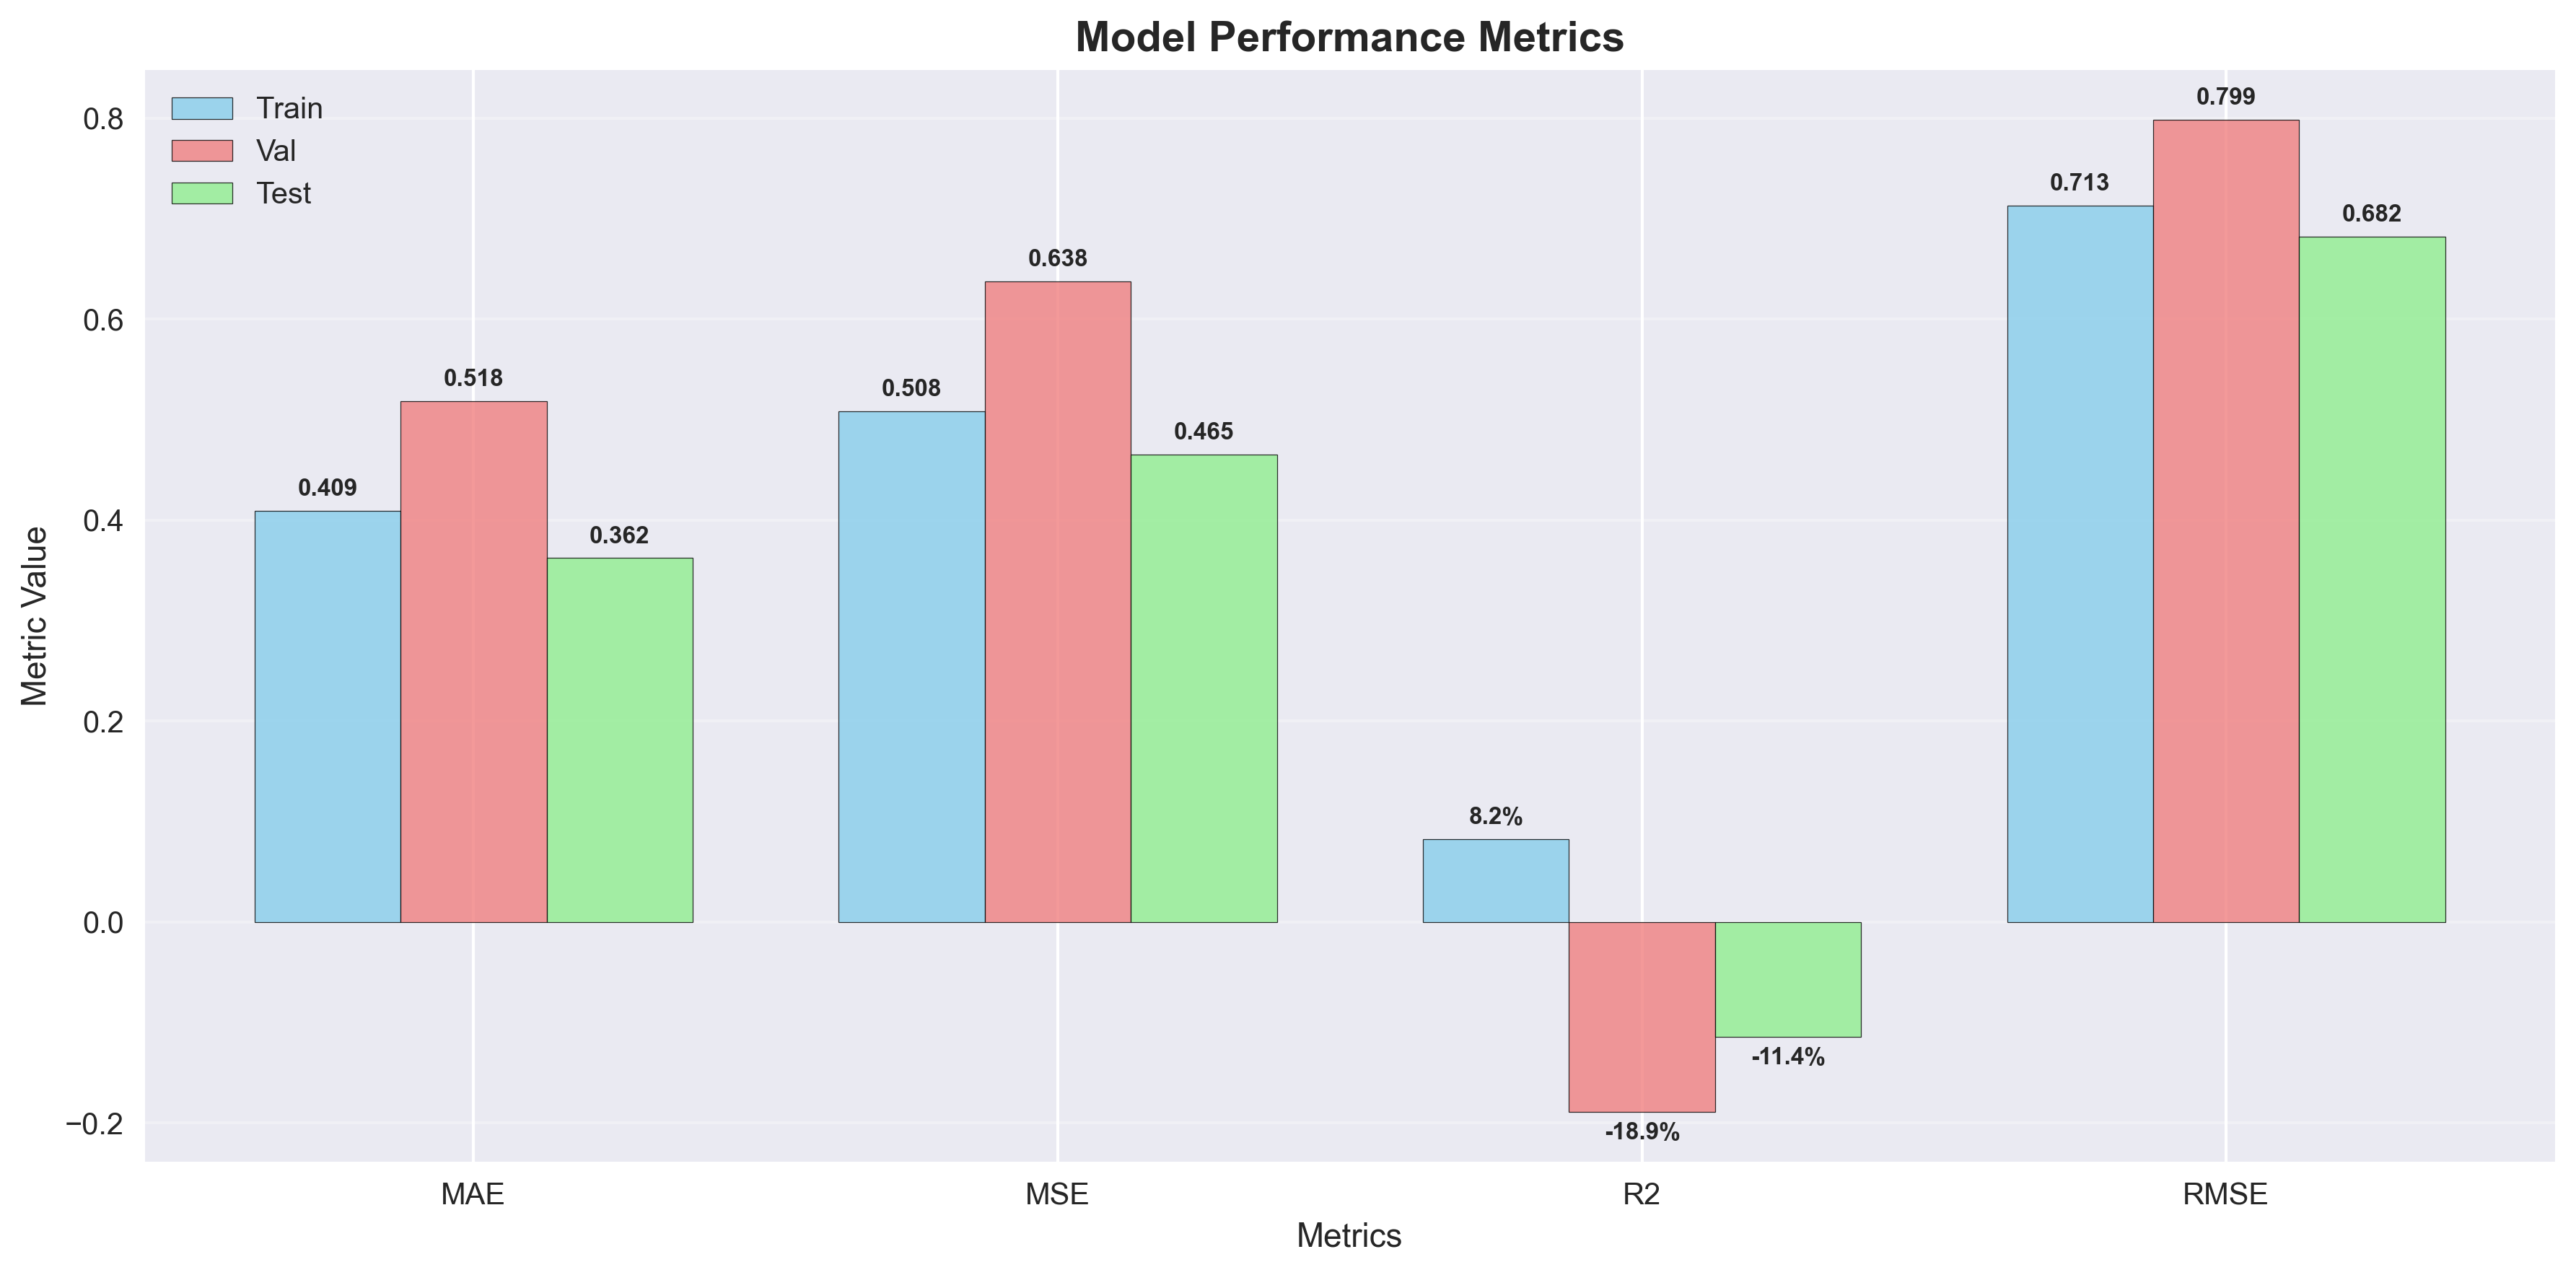 Model Performance Metrics
Train
Val
Test
Metric Value
0.8
0.6
0.4
0.2
0.0
−0.2
0.409
0.518
0.362
0.508
0.638
0.465
8.2%
-18.9%
-11.4%
0.713
0.799
0.682
MAE
MSE
R2
RMSE
Metrics